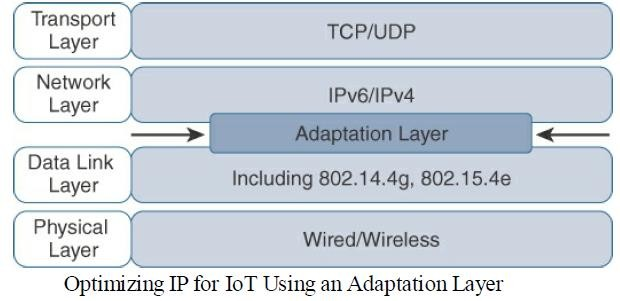 Transport
Layer
TCP/UDP
Network
Layer
IPv6/IPv4
Adaptation Layer
Data Link
Layer
Including 802.14.4g, 802.15.4e
Physical
Layer
Wired/Wireless
Optimizing IP for IoT Using an Adaptation Layer